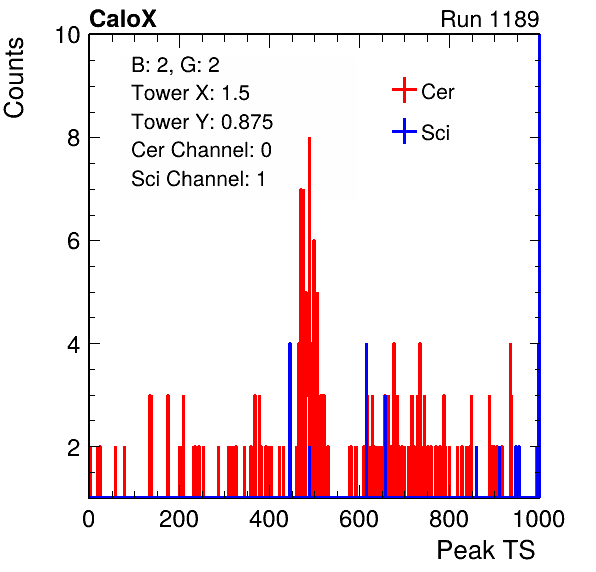 CaloX Run 1189
Counts
10
8
6
4
2
B: 2, G: 2
Tower X: 1.5
Tower Y: 0.875
Cer Channel: 0
Sci Channel: 1
Cer
Sci
0 200 400 600 800 1000
Peak TS